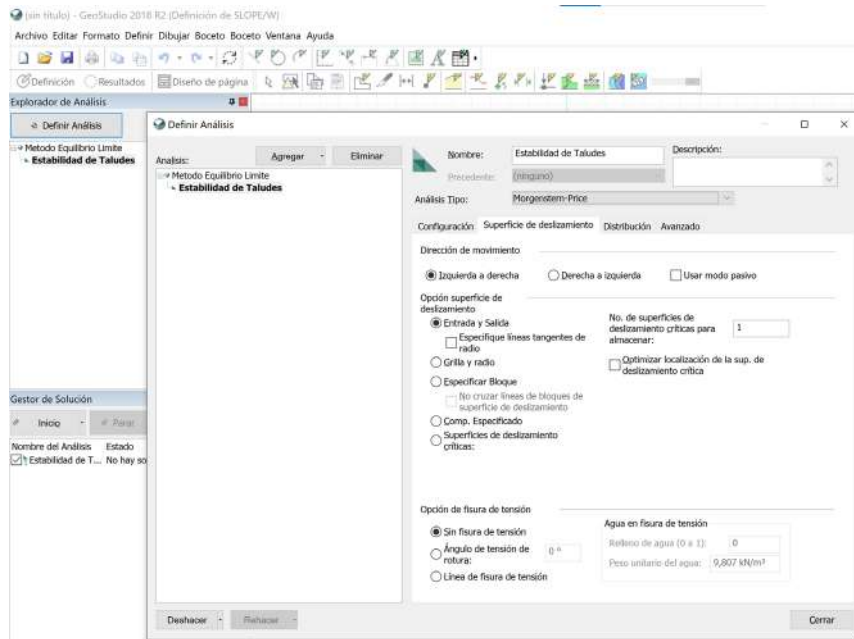 (sin título) - GeoStudio 2018 R2 (Definición de SLOPE/W)
Archivo Editar Formato Definir Dibujar Boceto Boceto Ventana Ayuda
Definición Resultados Diseño de página
Explorador de Análisis
Definir Análisis
Metodo Equilibrio Limite
Estabilidad de Taludes
Gestor de Solución
Inicio Parar
Nombre del Análisis Estado
Estabilidad de T... No hay so
Definir Análisis
Analisis: Agregar Eliminar
Metodo Equilibrio Limite
Estabilidad de Taludes
Nombre: Estabilidad de Taludes Descripción:
Precedente: (ninguno)
Análisis Tipo: Morgenstern-Price
Configuración Superficie de deslizamiento Distribución Avanzado
Dirección de movimiento
Izquierda a derecha Derecha a izquierda Usar modo pasivo
Opción superficie de
deslizamiento
Entrada y Salida
Especifique líneas tangentes de
radio
Grilla y radio
Especificar Bloque
No cruzar líneas de bloques de
superficie de deslizamiento
Comp. Especificado
Superficies de deslizamiento
críticas:
No. de superficies de
deslizamiento críticas para
almacenar: 1
Optimizar localización de la sup. de
deslizamiento crítica
Opción de fisura de tensión
Sin fisura de tensión
Ángulo de tensión de
rotura: 0 °
Línea de fisura de tensión
Agua en fisura de tensión
Relleno de agua (0 a 1): 0
Peso unitario del agua: 9,807 kN/m³
Deshacer Rehacer Cerrar